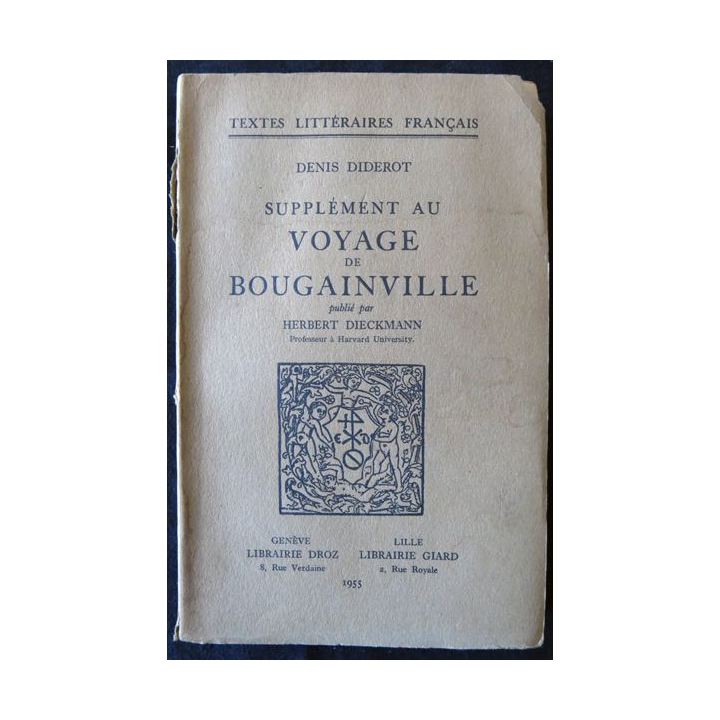 TEXTES LITTÉRAIRES FRANÇAIS
DENIS DIDEROT
SUPPLÉMENT AU
VOYAGE
DE
BOUGAINVILLE
publié par
HERBERT DIECKMANN
Professeur à Harvard University.
E D
GENÈVE
LIBRAIRIE DROZ
8, Rue Verdaine
LILLE
LIBRAIRIE GIARD
2, Rue Royale
1955